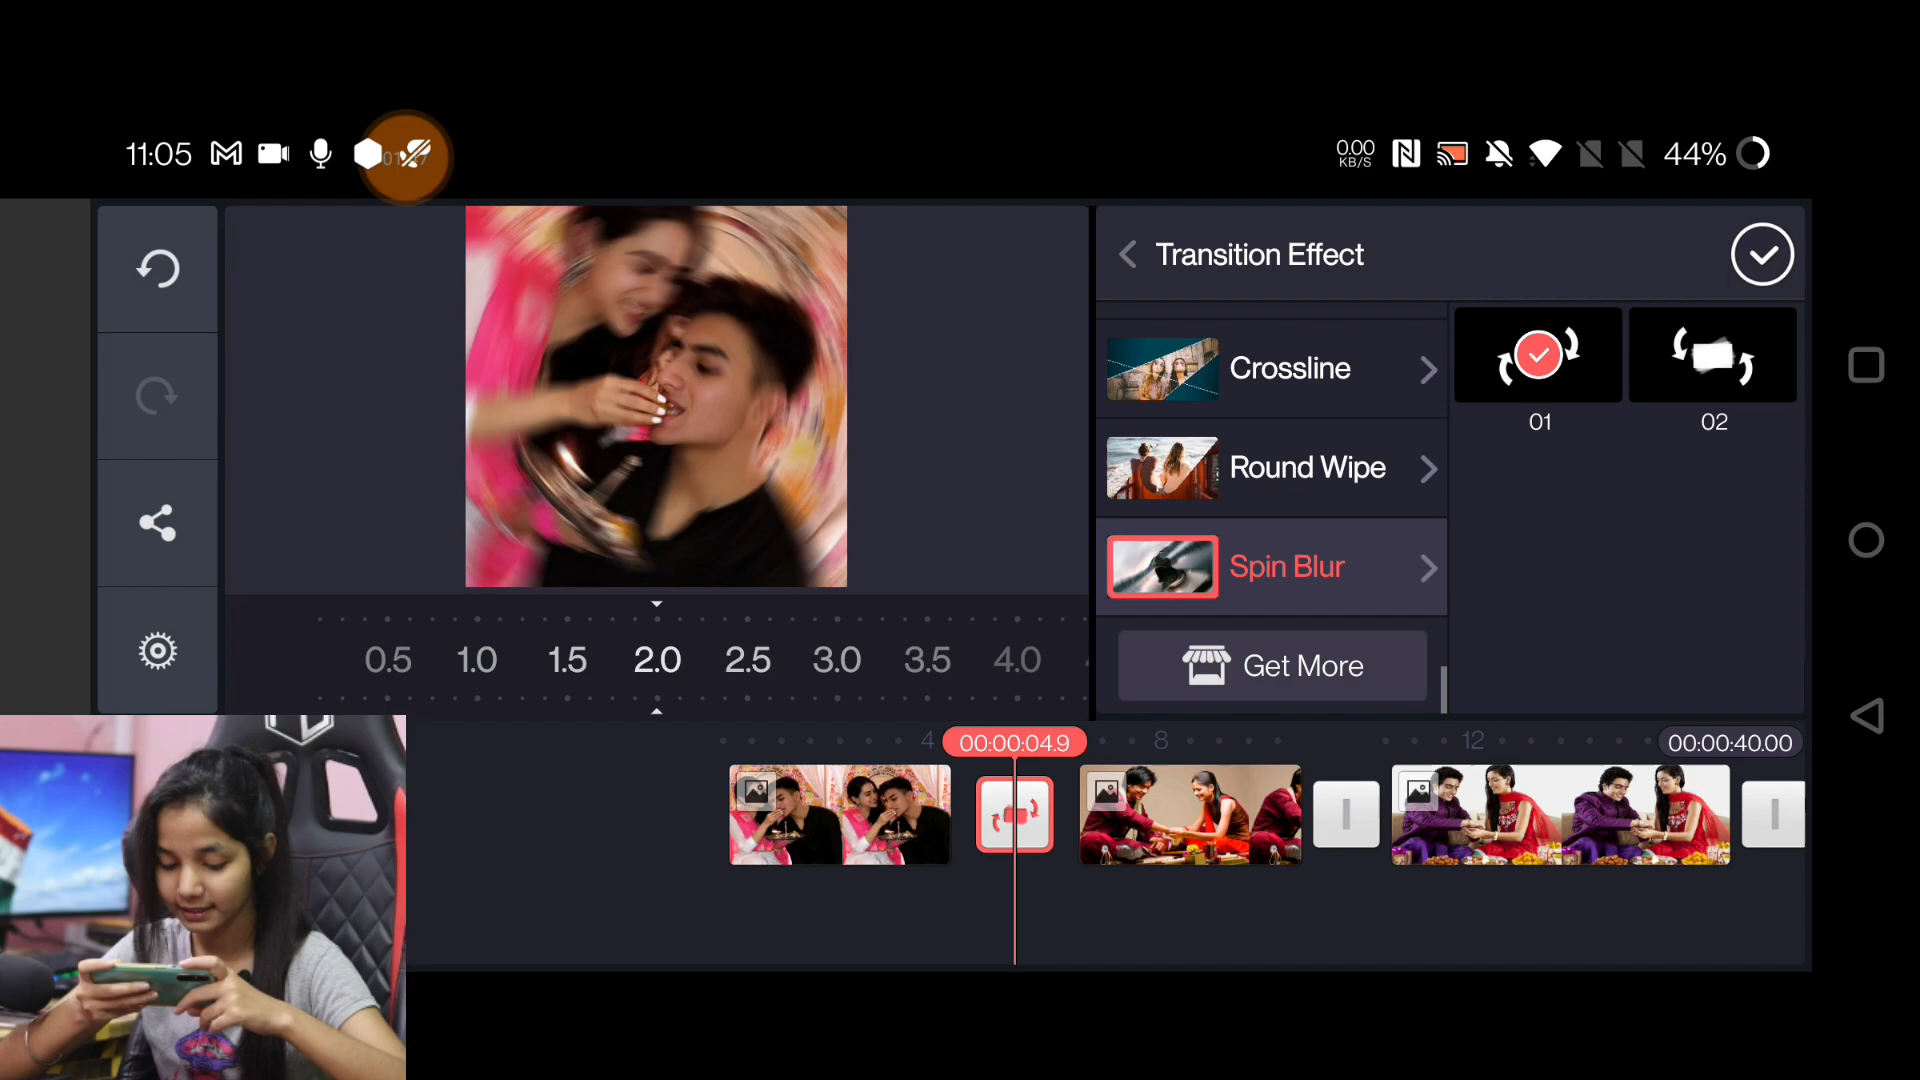 11:05
0.00
KB/S
44%
Transition Effect
Crossline
01
02
Round Wipe
Spin Blur
0.5 1.0 1.5 2.0 2.5 3.0 3.5 4.0
Get More
4 00:00:04.9 8 12 00:00:40.00